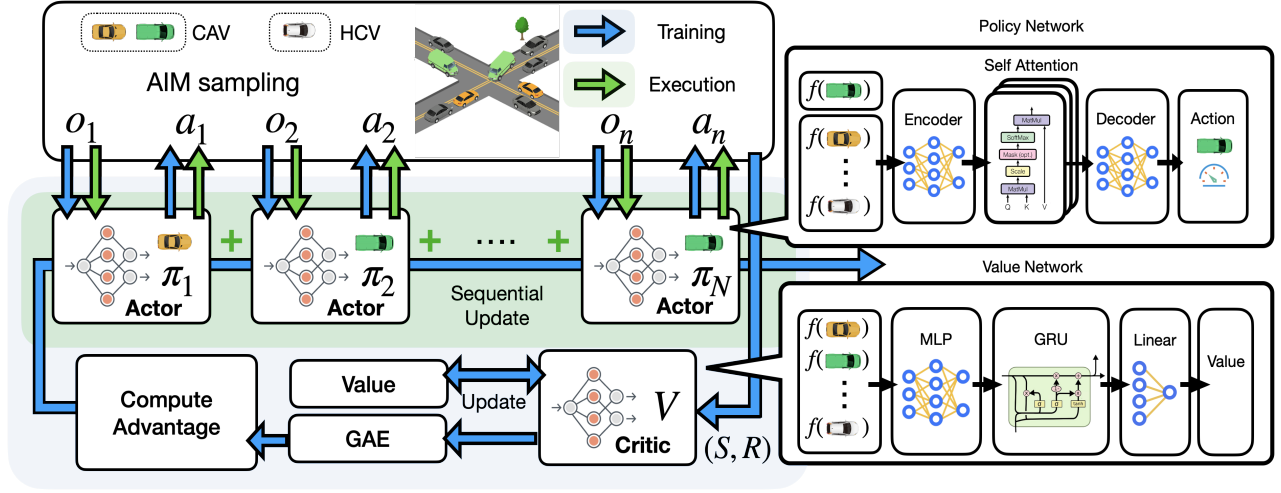 CAV
HCV
Training
AIM sampling
Execution
o1
a1
o2
a2
on
an
π1
Actor
+
π2
Actor
+
....
+
πN
Actor
Sequential
Update
Compute
Advantage
Value
GAE
Update
V
Critic
(S, R)
Policy Network
Self Attention
f( )
f( )
f( )
Encoder
MatMul
SoftMax
Mask (opt.)
Scale
MatMul
Q K V
Decoder
Action
Value Network
f( )
f( )
f( )
MLP
GRU
σ σ tanh
Linear
Value